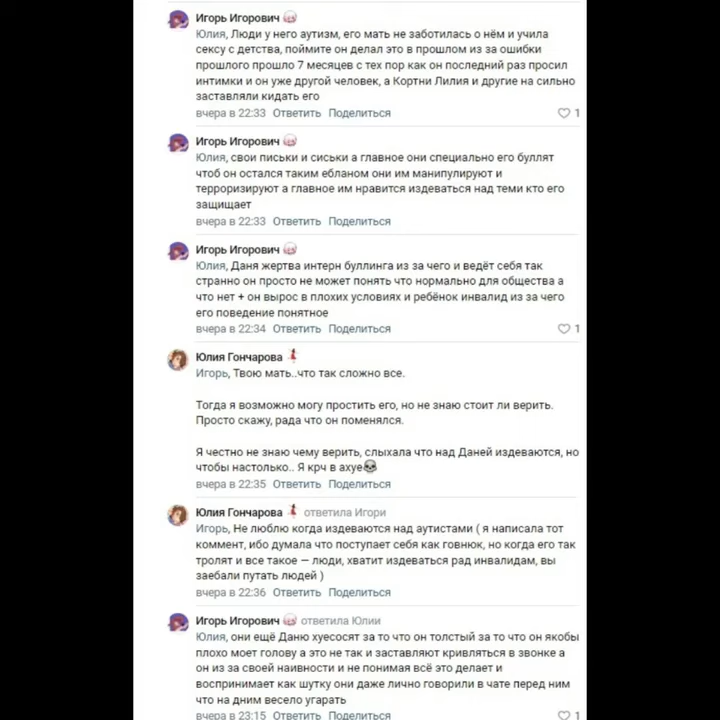 Игорь Игорович
Юлия, Люди у него аутизм, его мать не заботилась о нём и учила
сексу с детства, поймите он делал это в прошлом из за ошибки
прошлого прошло 7 месяцев с тех пор как он последний раз просил
интимки и он уже другой человек, а Кортни Лилия и другие на сильно
заставляли кидать его
вчера в 22:33 Ответить Поделиться 1
Игорь Игорович
Юлия, свои письки и сиськи а главное они специально его буллят
чтоб он остался таким ебланом они им манипулируют и
терроризируют а главное им нравится издеваться над теми кто его
защищает
вчера в 22:33 Ответить Поделиться
Игорь Игорович
Юлия, Даня жертва интерн буллинга из за чего и ведёт себя так
странно он просто не может понять что нормально для общества а
что нет + он вырос в плохих условиях и ребёнок инвалид из за чего
его поведение понятное
вчера в 22:34 Ответить Поделиться 1
Юлия Гончарова
Игорь, Твою мать..что так сложно все.
Тогда я возможно могу простить его, но не знаю стоит ли верить.
Просто скажу, рада что он поменялся.
Я честно не знаю чему верить, слыхала что над Даней издеваются, но
чтобы настолько.. Я крч в ахуе💀
вчера в 22:35 Ответить Поделиться
Юлия Гончарова ответила Игори
Игорь, Не люблю когда издеваются над аутистами ( я написала тот
коммент, ибо думала что поступает себя как говнюк, но когда его так
тролят и все такое — люди, хватит издеваться рад инвалидам, вы
заебали путать людей )
вчера в 22:36 Ответить Поделиться
Игорь Игорович ответила Юлии
Юлия, они ещё Даню хуесосят за то что он толстый за то что он якобы
плохо моет голову а это не так и заставляют кривляться в звонке а
он из за своей наивности и не понимая всё это делает и
воспринимает как шутку они даже лично говорили в чате перед ним
что на дним весело угарать
вчера в 23:15 Ответить Поделиться 1